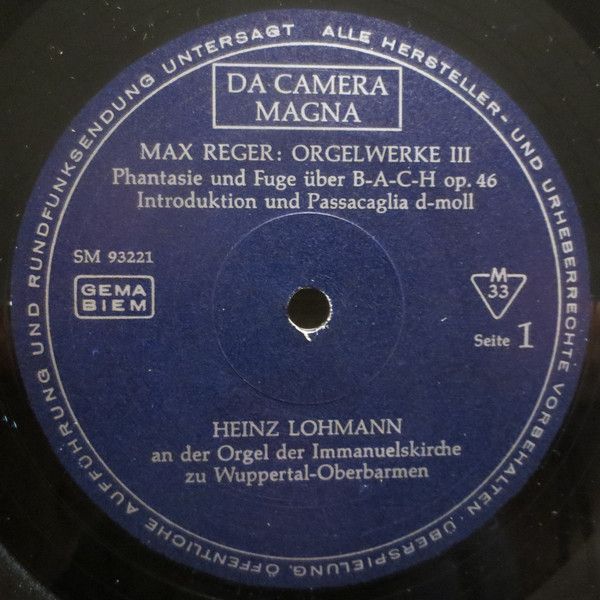 DA CAMERA
MAGNA
MAX REGER: ORGELWERKE III
Phantasie und Fuge über B-A-C-H op. 46
Introduktion und Passacaglia d-moll
SM 93221
GEMA
BIEM
M
33
Seite 1
HEINZ LOHMANN
an der Orgel der Immanuelskirche
zu Wuppertal-Oberbarmen
ALLE HERSTELLER- UND URHEBERRECHTE VORBEHALTEN. ÜBERSPIELUNG, ÖFFENTLICHE AUFFÜHRUNG UND RUNDFUNKSENDUNG UNTERSAGT